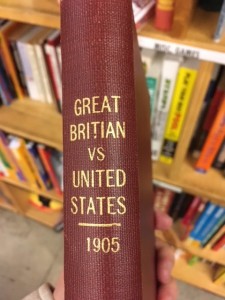 GREAT
BRITIAN
VS
UNITED
STATES
1905